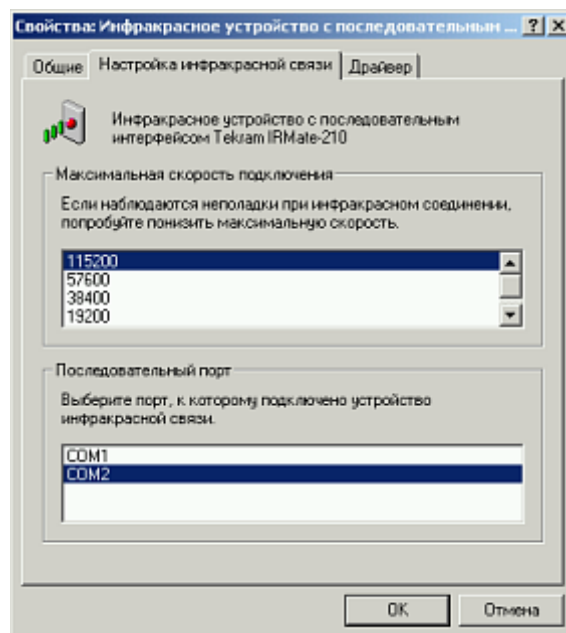 Свойства: Инфракрасное устройство с последовательным ...
Общие
Настройка инфракрасной связи
Драйвер
Инфракрасное устройство с последовательным
интерфейсом Tekram IRMate-210
Максимальная скорость подключения
Если наблюдаются неполадки при инфракрасном соединении,
попробуйте понизить максимальную скорость.
115200
57600
38400
19200
Последовательный порт
Выберите порт, к которому подключено устройство
инфракрасной связи.
COM1
COM2
OK
Отмена